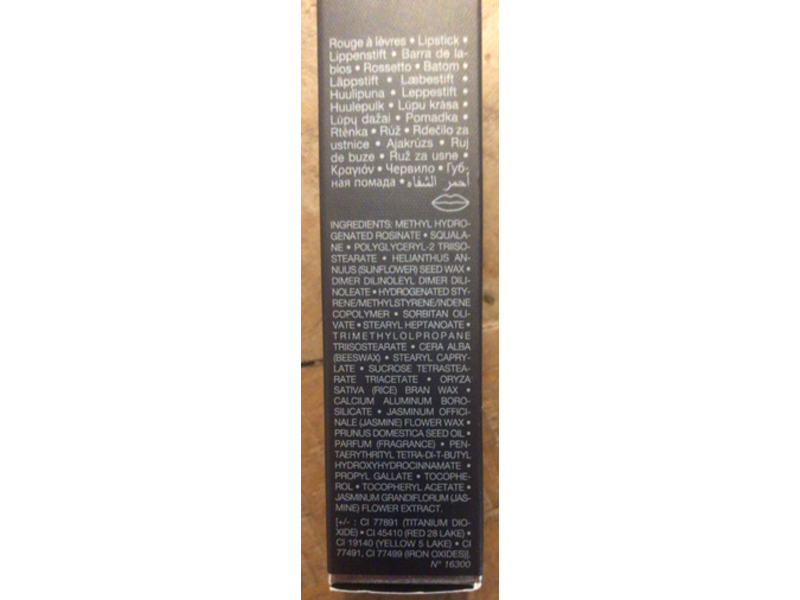 Rouge à lèvres • Lipstick •
Lippenstift • Barra de la-
bios • Rossetto • Batom •
Läppstift • Læbestift •
Huulipuna • Leppestift •
Huulepulk • Lūpu krāsa •
Lūpų dažai • Pomadka •
Rtěnka • Rúž • Rdečilo za
ustnice • Ajakrúzs • Ruj
de buze • Ruž za usne •
Κραγιόν • Червило • Губ-
ная помада • أحمر الشفاه
INGREDIENTS: METHYL HYDRO-
GENATED ROSINATE • SQUALA-
NE • POLYGLYCERYL-2 TRIISO-
STEARATE • HELIANTHUS AN-
NUUS (SUNFLOWER) SEED WAX •
DIMER DILINOLEYL DIMER DILI-
NOLEATE • HYDROGENATED STY-
RENE/METHYLSTYRENE/INDENE
COPOLYMER • SORBITAN OLI-
VATE • STEARYL HEPTANOATE •
TRIMETHYLOLPROPANE
TRIISOSTEARATE • CERA ALBA
(BEESWAX) • STEARYL CAPRY-
LATE • SUCROSE TETRASTEA-
RATE TRIACETATE • ORYZA
SATIVA (RICE) BRAN WAX •
CALCIUM ALUMINUM BORO-
SILICATE • JASMINUM OFFICI-
NALE (JASMINE) FLOWER WAX •
PRUNUS DOMESTICA SEED OIL •
PARFUM (FRAGRANCE) • PEN-
TAERYTHRITYL TETRA-DI-T-BUTYL
HYDROXYHYDROCINNAMATE •
PROPYL GALLATE • TOCOPHE-
ROL • TOCOPHERYL ACETATE •
JASMINUM GRANDIFLORUM (JAS-
MINE) FLOWER EXTRACT.
[+/- : CI 77891 (TITANIUM DIO-
XIDE) • CI 45410 (RED 28 LAKE) •
CI 19140 (YELLOW 5 LAKE) • CI
77491, CI 77499 (IRON OXIDES)].
N° 16300